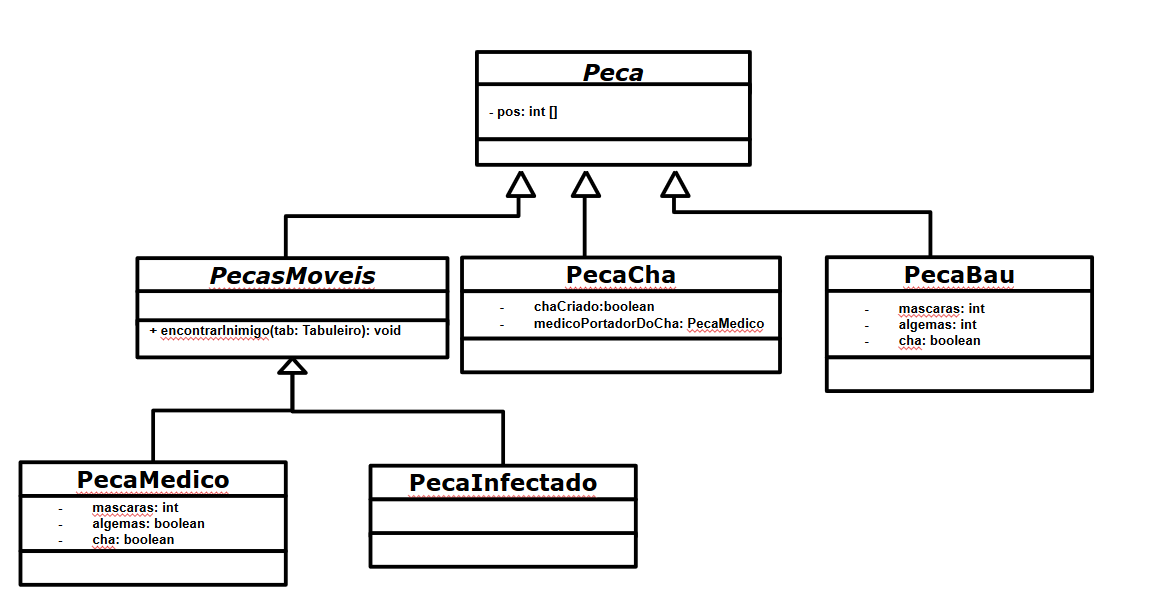 Peca
- pos: int []
PecasMoveis
+ encontrarInimigo(tab: Tabuleiro): void
PecaCha
- chaCriado:boolean
- medicoPortadorDoCha: PecaMedico
PecaBau
- mascaras: int
- algemas: int
- cha: boolean
PecaMedico
- mascaras: int
- algemas: boolean
- cha: boolean
PecaInfectado